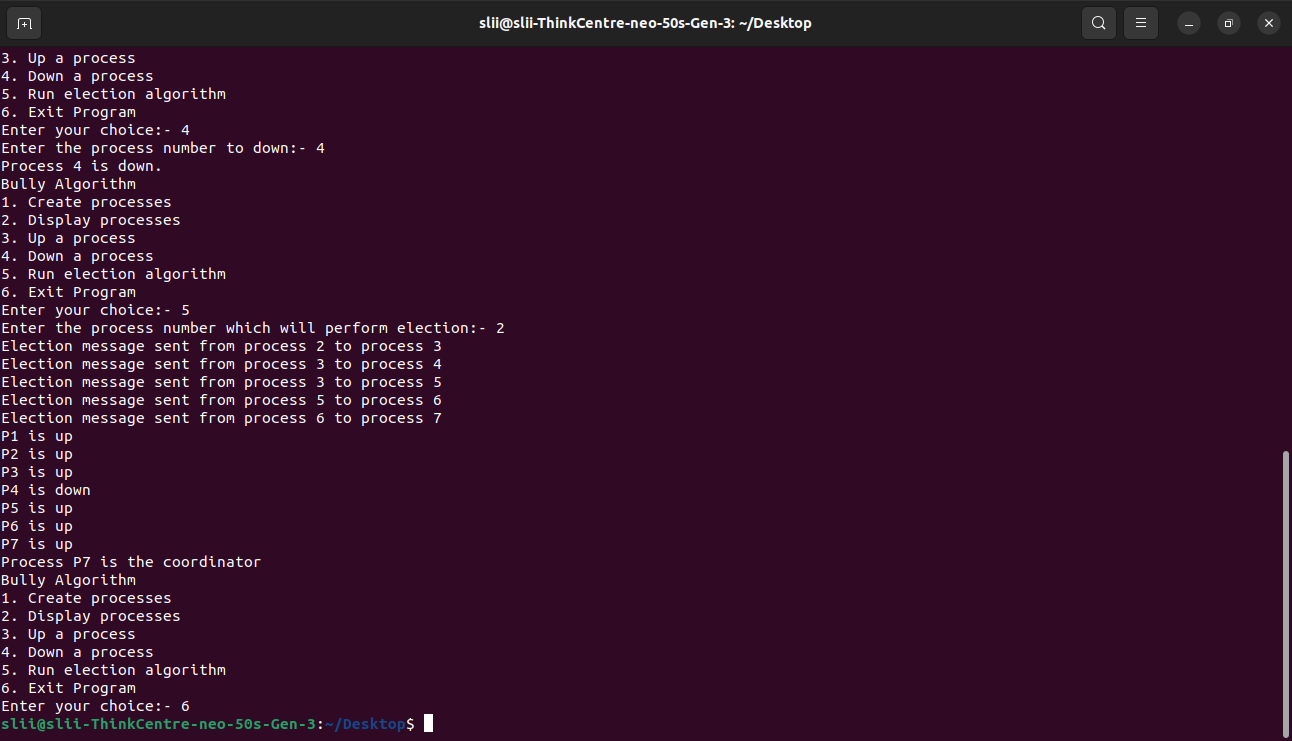 slii@slii-ThinkCentre-neo-50s-Gen-3: ~/Desktop
3. Up a process
4. Down a process
5. Run election algorithm
6. Exit Program
Enter your choice:- 4
Enter the process number to down:- 4
Process 4 is down.
Bully Algorithm
1. Create processes
2. Display processes
3. Up a process
4. Down a process
5. Run election algorithm
6. Exit Program
Enter your choice:- 5
Enter the process number which will perform election:- 2
Election message sent from process 2 to process 3
Election message sent from process 3 to process 4
Election message sent from process 3 to process 5
Election message sent from process 5 to process 6
Election message sent from process 6 to process 7
P1 is up
P2 is up
P3 is up
P4 is down
P5 is up
P6 is up
P7 is up
Process P7 is the coordinator
Bully Algorithm
1. Create processes
2. Display processes
3. Up a process
4. Down a process
5. Run election algorithm
6. Exit Program
Enter your choice:- 6
slii@slii-ThinkCentre-neo-50s-Gen-3:~/Desktop$